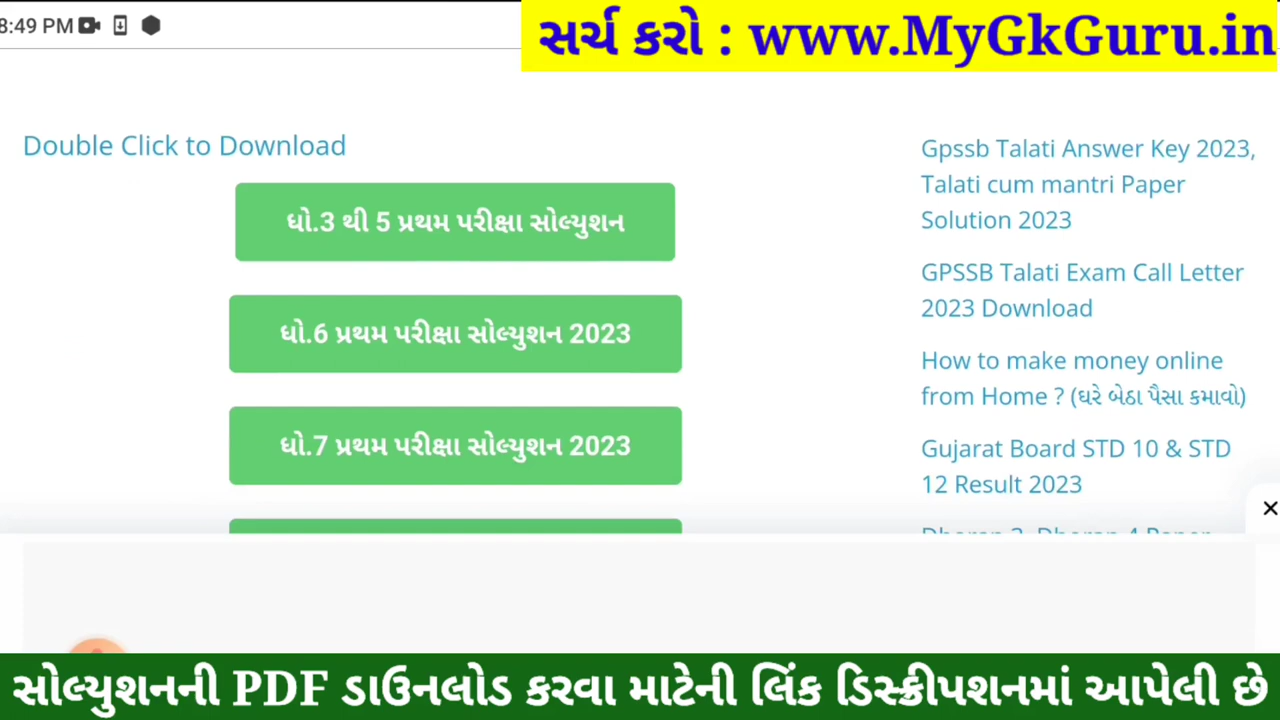 8:49 PM
સર્ચ કરો : www.MyGkGuru.in
Double Click to Download
ધો.3 થી 5 પ્રથમ પરીક્ષા સોલ્યુશન
ધો.6 પ્રથમ પરીક્ષા સોલ્યુશન 2023
ધો.7 પ્રથમ પરીક્ષા સોલ્યુશન 2023
Gpssb Talati Answer Key 2023,
Talati cum mantri Paper
Solution 2023
GPSSB Talati Exam Call Letter
2023 Download
How to make money online
from Home ? (ઘરે બેઠા પૈસા કમાવો)
Gujarat Board STD 10 & STD
12 Result 2023
સોલ્યુશનની PDF ડાઉનલોડ કરવા માટેની લિંક ડિસ્ક્રીપશનમાં આપેલી છે